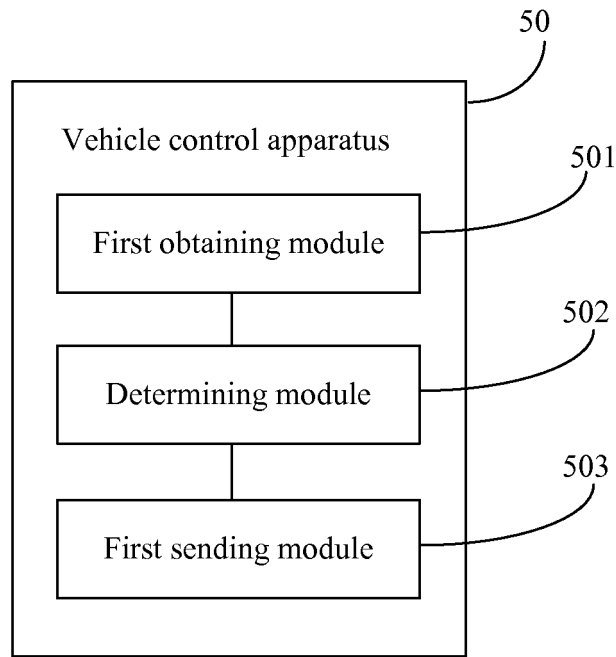 50
Vehicle control apparatus
501
First obtaining module
502
Determining module
503
First sending module